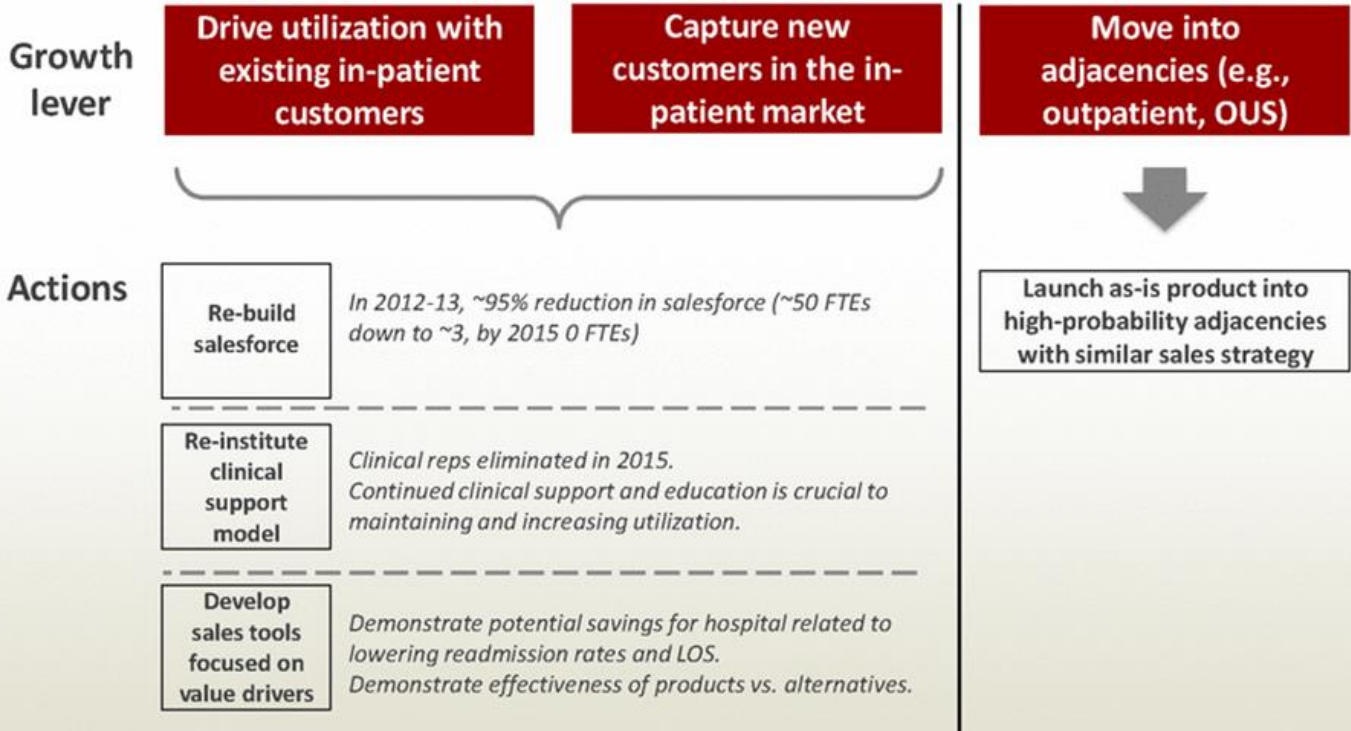 Growth
lever
Drive utilization with
existing in-patient
customers
Capture new
customers in the in-
patient market
Move into
adjacencies (e.g.,
outpatient, OUS)
Actions
Re-build
salesforce
In 2012-13, ~95% reduction in salesforce (~50 FTEs
down to ~3, by 2015 0 FTEs)
Re-institute
clinical
support
model
Clinical reps eliminated in 2015.
Continued clinical support and education is crucial to
maintaining and increasing utilization.
Develop
sales tools
focused on
value drivers
Demonstrate potential savings for hospital related to
lowering readmission rates and LOS.
Demonstrate effectiveness of products vs. alternatives.
Launch as-is product into
high-probability adjacencies
with similar sales strategy